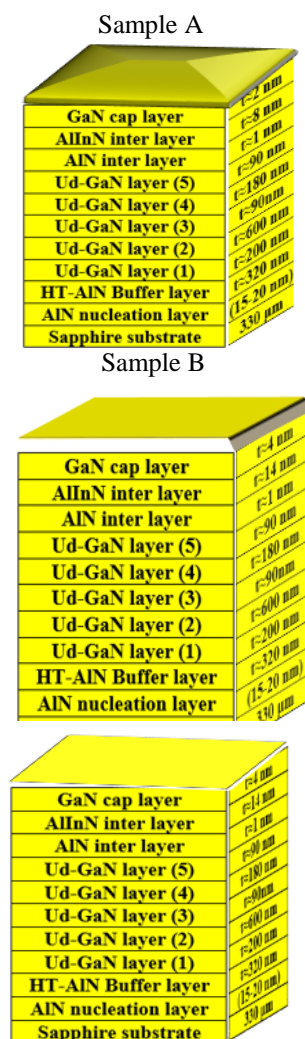 Sample A
GaN cap layer t≈2 nm
AlInN inter layer t≈8 nm
AlN inter layer t≈1 nm
Ud-GaN layer (5) t≈90 nm
Ud-GaN layer (4) t≈180 nm
Ud-GaN layer (3) t≈90nm
Ud-GaN layer (2) t≈600 nm
Ud-GaN layer (1) t≈200 nm
HT-AlN Buffer layer t≈320 nm
AlN nucleation layer (15-20 nm)
Sapphire substrate 330 µm
Sample B
GaN cap layer t≈4 nm
AlInN inter layer t≈14 nm
AlN inter layer t≈1 nm
Ud-GaN layer (5) t≈90 nm
Ud-GaN layer (4) t≈180 nm
Ud-GaN layer (3) t≈90nm
Ud-GaN layer (2) t≈600 nm
Ud-GaN layer (1) t≈200 nm
HT-AlN Buffer layer t≈320 nm
AlN nucleation layer (15-20 nm)
330 µm
GaN cap layer t≈4 nm
AlInN inter layer t≈14 nm
AlN inter layer t≈1 nm
Ud-GaN layer (5) t≈90 nm
Ud-GaN layer (4) t≈180 nm
Ud-GaN layer (3) t≈90nm
Ud-GaN layer (2) t≈600 nm
Ud-GaN layer (1) t≈200 nm
HT-AlN Buffer layer t≈320 nm
AlN nucleation layer (15-20 nm)
Sapphire substrate 330 µm